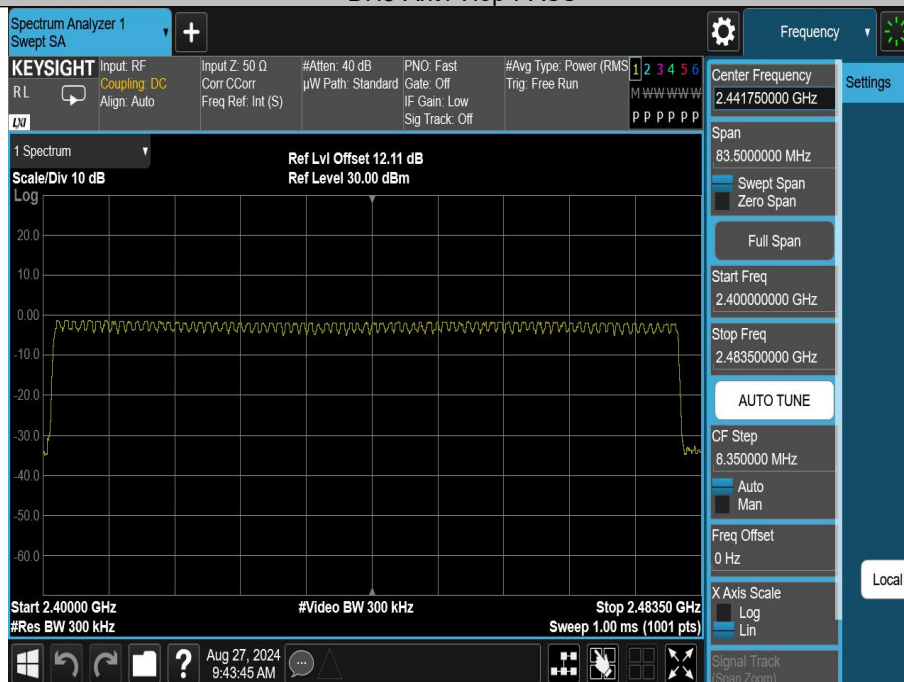 Spectrum Analyzer 1
Swept SA
Frequency
KEYSIGHT
RL
LXI
Input: RF
Coupling: DC
Align: Auto
Input Z: 50 Ω
Corr CCorr
Freq Ref: Int (S)
#Atten: 40 dB
µW Path: Standard
PNO: Fast
Gate: Off
IF Gain: Low
Sig Track: Off
#Avg Type: Power (RMS
Trig: Free Run
1 2 3 4 5 6
M W W W W W
P P P P P P
1 Spectrum
Scale/Div 10 dB
Ref Lvl Offset 12.11 dB
Ref Level 30.00 dBm
Log
20.0
10.0
0.00
-10.0
-20.0
-30.0
-40.0
-50.0
-60.0
Start 2.40000 GHz
#Res BW 300 kHz
#Video BW 300 kHz
Stop 2.48350 GHz
Sweep 1.00 ms (1001 pts)
Center Frequency
2.441750000 GHz
Settings
Span
83.5000000 MHz
Swept Span
Zero Span
Full Span
Start Freq
2.400000000 GHz
Stop Freq
2.483500000 GHz
AUTO TUNE
CF Step
8.350000 MHz
Auto
Man
Freq Offset
0 Hz
X Axis Scale
Log
Lin
Signal Track
(Span Zoom)
Local
?
Aug 27, 2024
9:43:45 AM